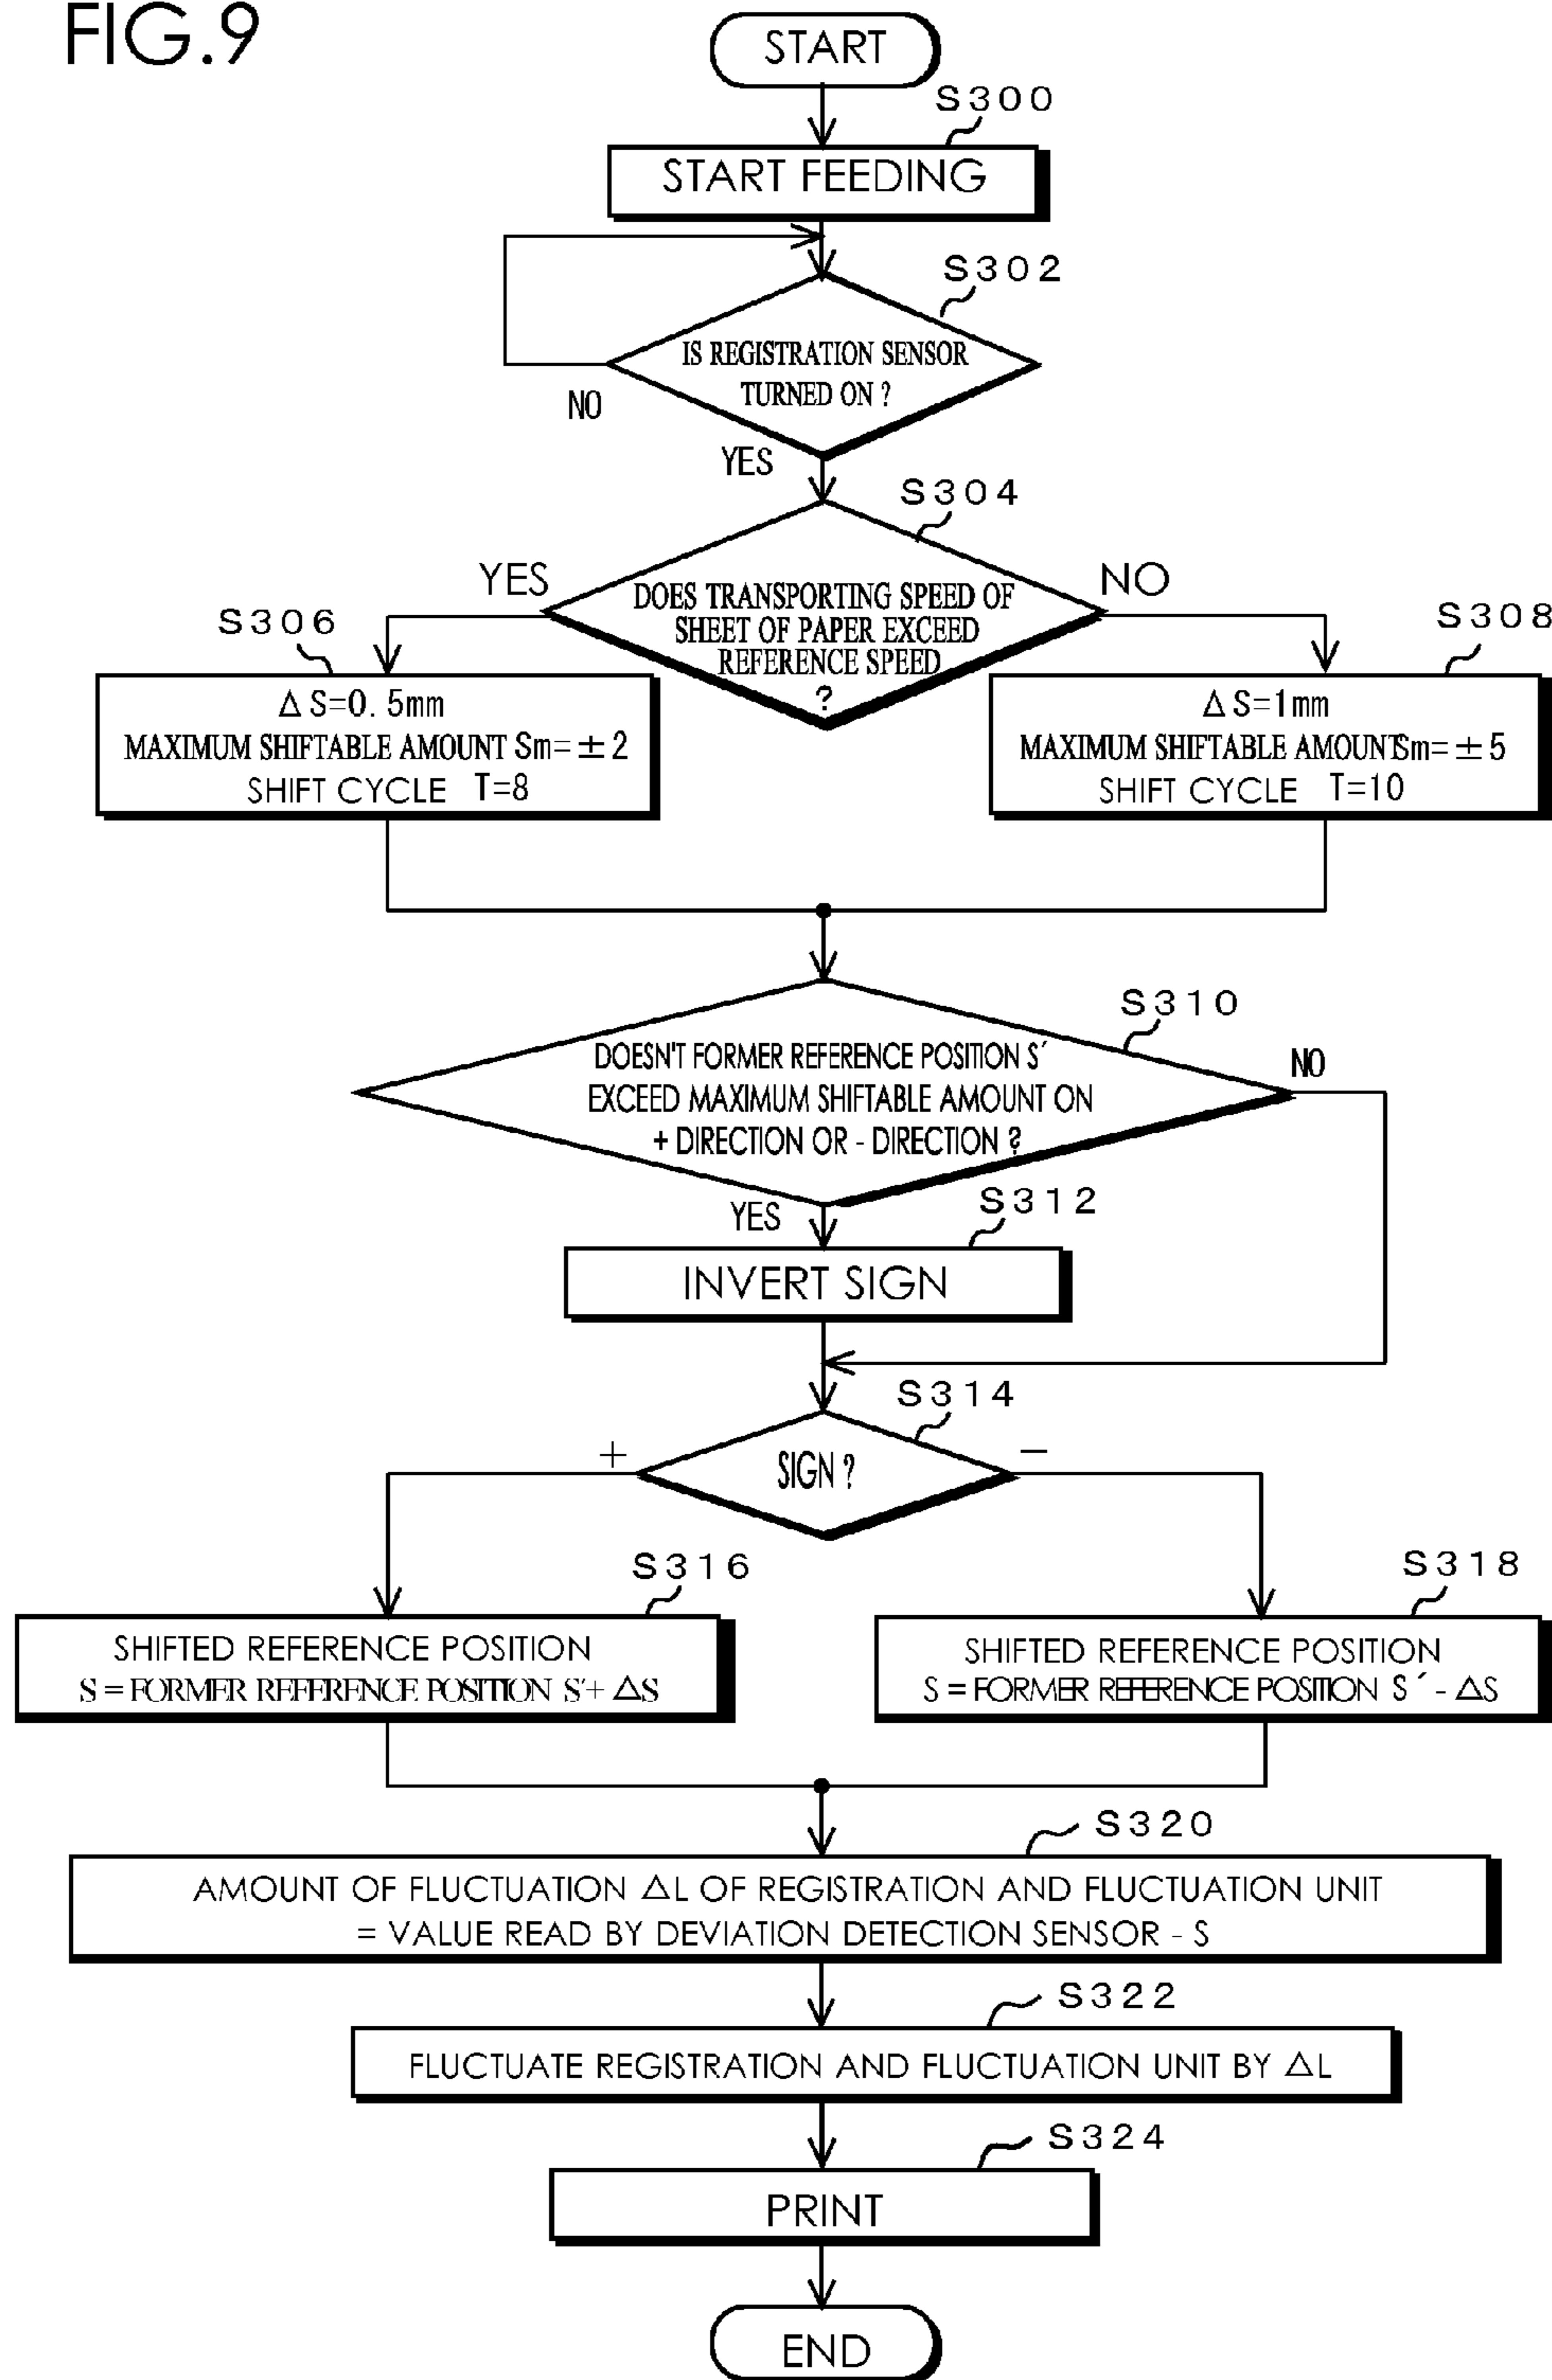 FIG.9
START
S300
START FEEDING
S302
IS REGISTRATION SENSOR
TURNED ON ?
NO
YES
S304
YES
NO
DOES TRANSPORTING SPEED OF
SHEET OF PAPER EXCEED
REFERENCE SPEED
?
S306
ΔS=0.5mm
MAXIMUM SHIFTABLE AMOUNT Sm=±2
SHIFT CYCLE T=8
S308
ΔS=1mm
MAXIMUM SHIFTABLE AMOUNT Sm=±5
SHIFT CYCLE T=10
S310
DOESN'T FORMER REFERENCE POSITION S´
EXCEED MAXIMUM SHIFTABLE AMOUNT ON
+ DIRECTION OR - DIRECTION ?
NO
YES
S312
INVERT SIGN
S314
+
SIGN ?
−
S316
SHIFTED REFERENCE POSITION
S = FORMER REFERENCE POSITION S'+ ΔS
S318
SHIFTED REFERENCE POSITION
S = FORMER REFERENCE POSITION S´- ΔS
S320
AMOUNT OF FLUCTUATION ΔL OF REGISTRATION AND FLUCTUATION UNIT
= VALUE READ BY DEVIATION DETECTION SENSOR - S
S322
FLUCTUATE REGISTRATION AND FLUCTUATION UNIT BY ΔL
S324
PRINT
END